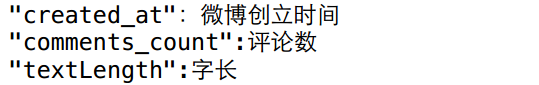 "created_at": 微博创立时间
"comments_count":评论数
"textLength":字长